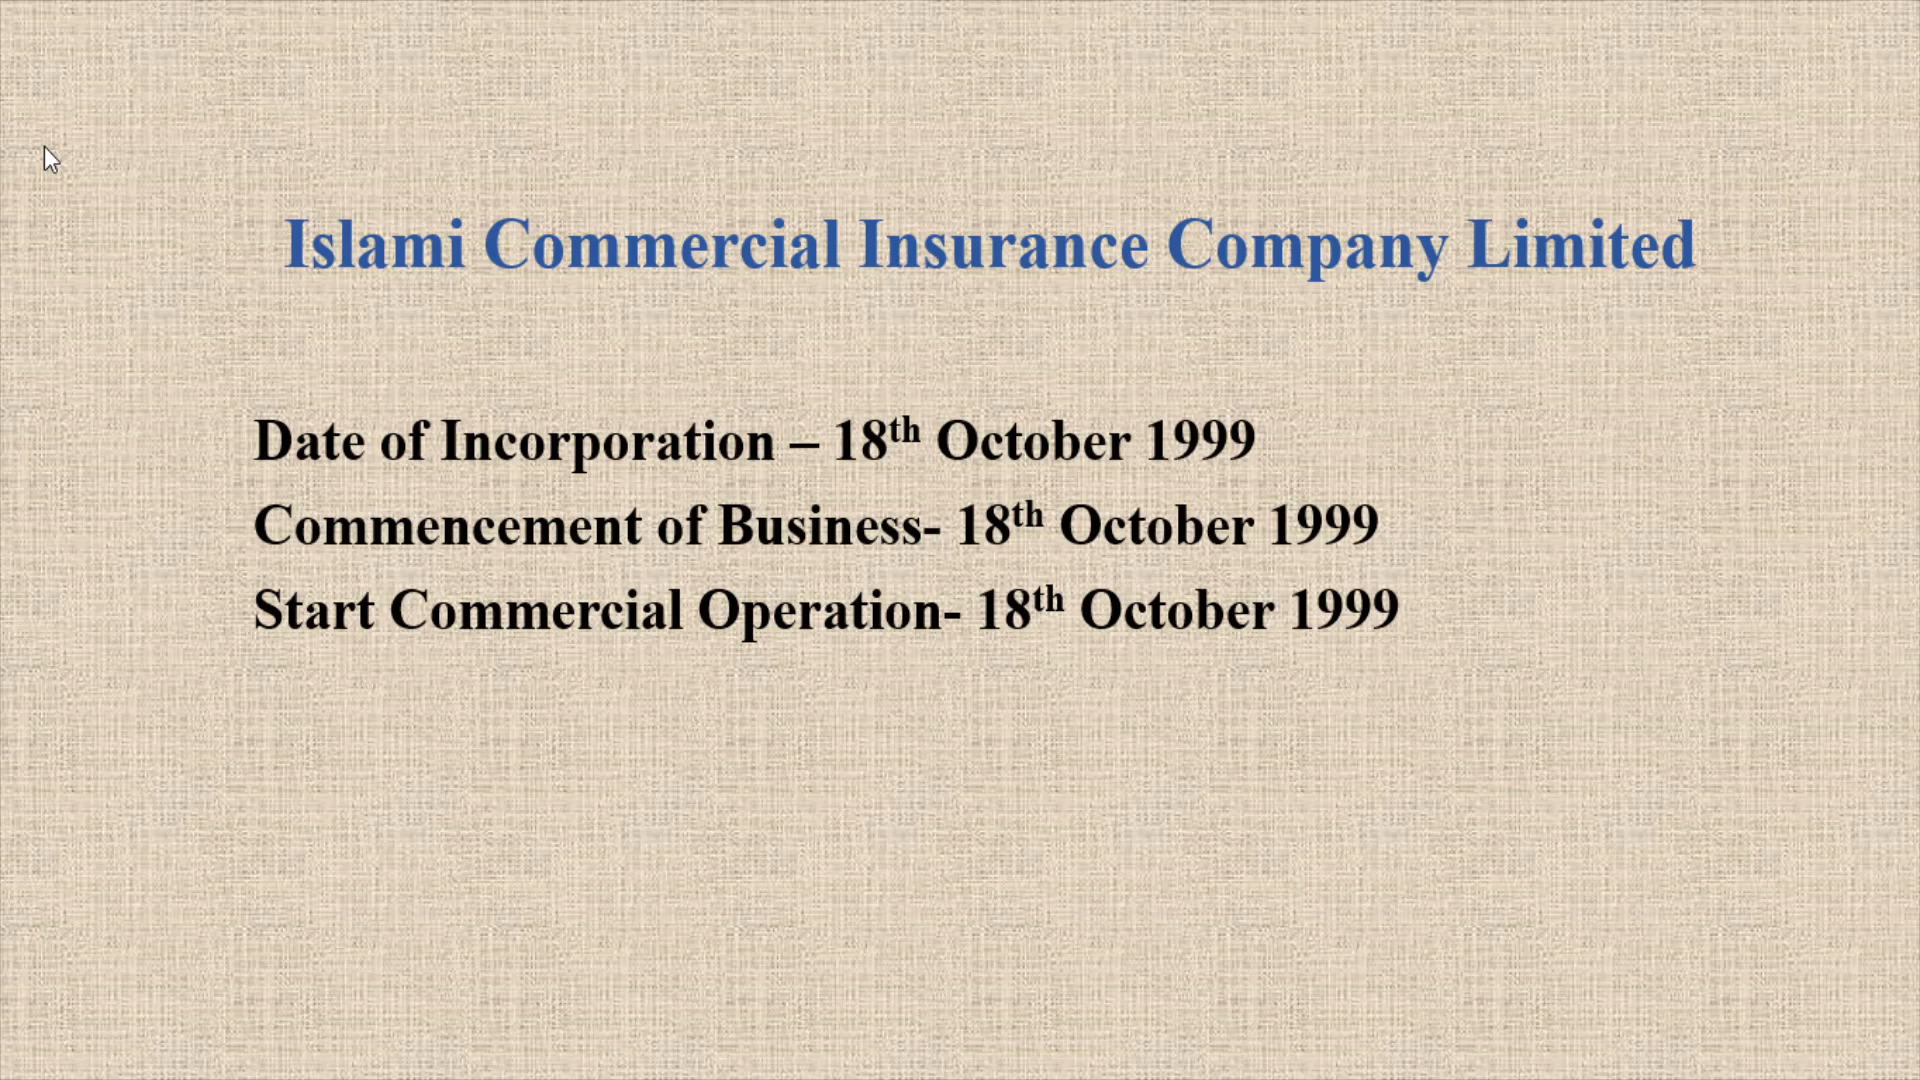 Islami Commercial Insurance Company Limited
Date of Incorporation – 18th October 1999
Commencement of Business- 18th October 1999
Start Commercial Operation- 18th October 1999